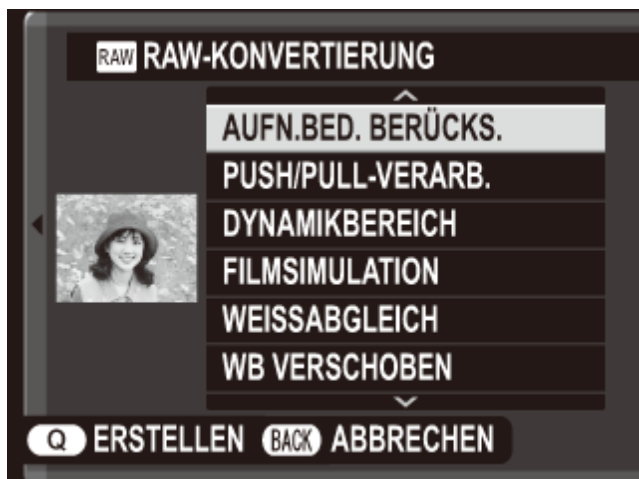 RAW RAW-KONVERTIERUNG
AUFN.BED. BERÜCKS.
PUSH/PULL-VERARB.
DYNAMIKBEREICH
FILMSIMULATION
WEISSABGLEICH
WB VERSCHOBEN
Q ERSTELLEN BACK ABBRECHEN